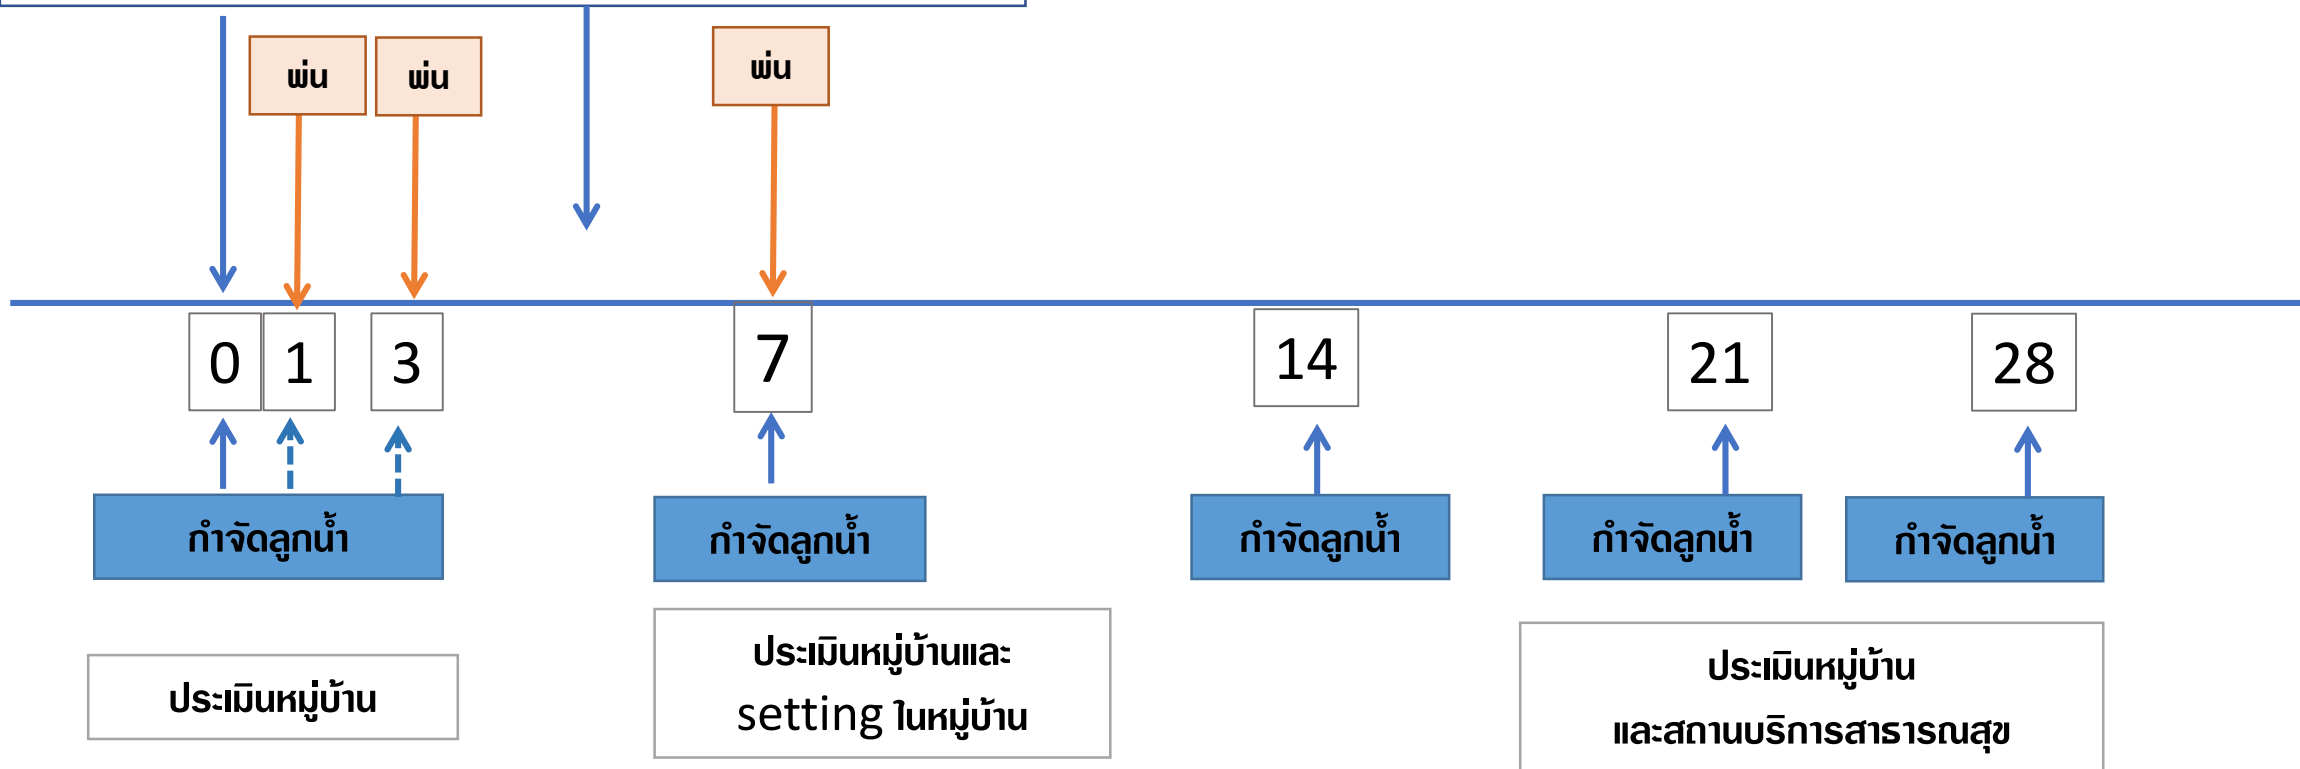 พ่น
พ่น
พ่น
0
1
3
7
14
21
28
กำจัดลูกน้ำ
กำจัดลูกน้ำ
กำจัดลูกน้ำ
กำจัดลูกน้ำ
กำจัดลูกน้ำ
ประเมินหมู่บ้าน
ประเมินหมู่บ้านและ
setting ในหมู่บ้าน
ประเมินหมู่บ้าน
และสถานบริการสาธารณสุข